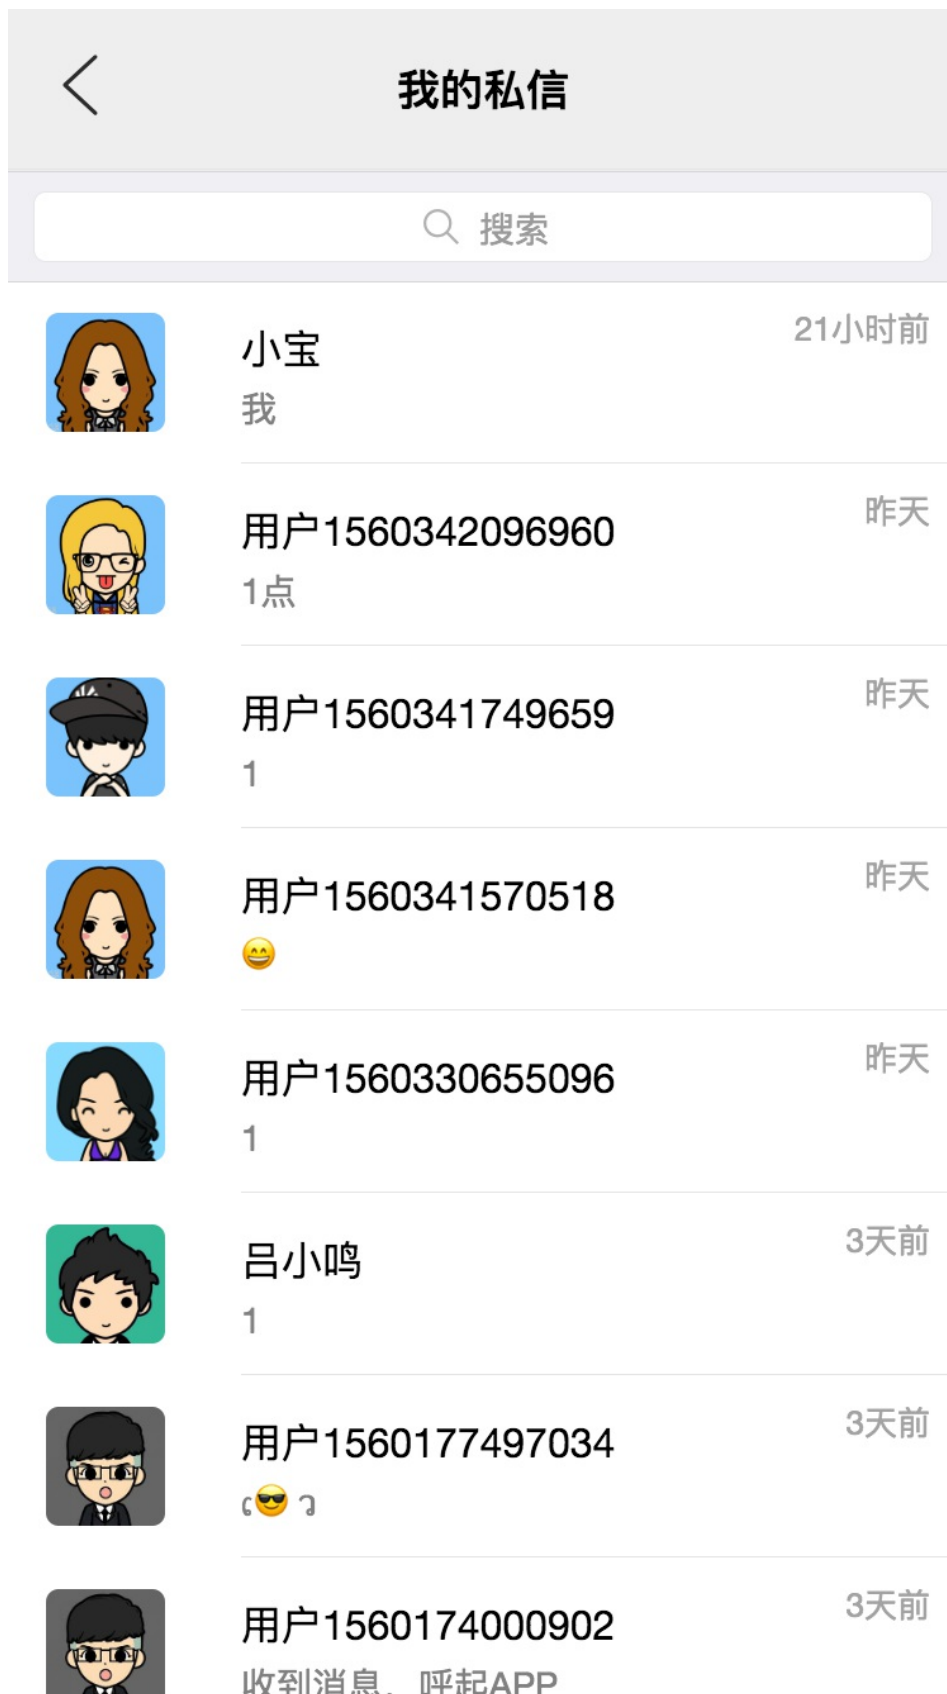 我的私信
搜索
小宝
21小时前
我
用户1560342096960
昨天
1点
用户1560341749659
昨天
1
用户1560341570518
昨天
😄
用户1560330655096
昨天
1
吕小鸣
3天前
1
用户1560177497034
3天前
໒😎ว
用户1560174000902
3天前
收到消息，呼起APP